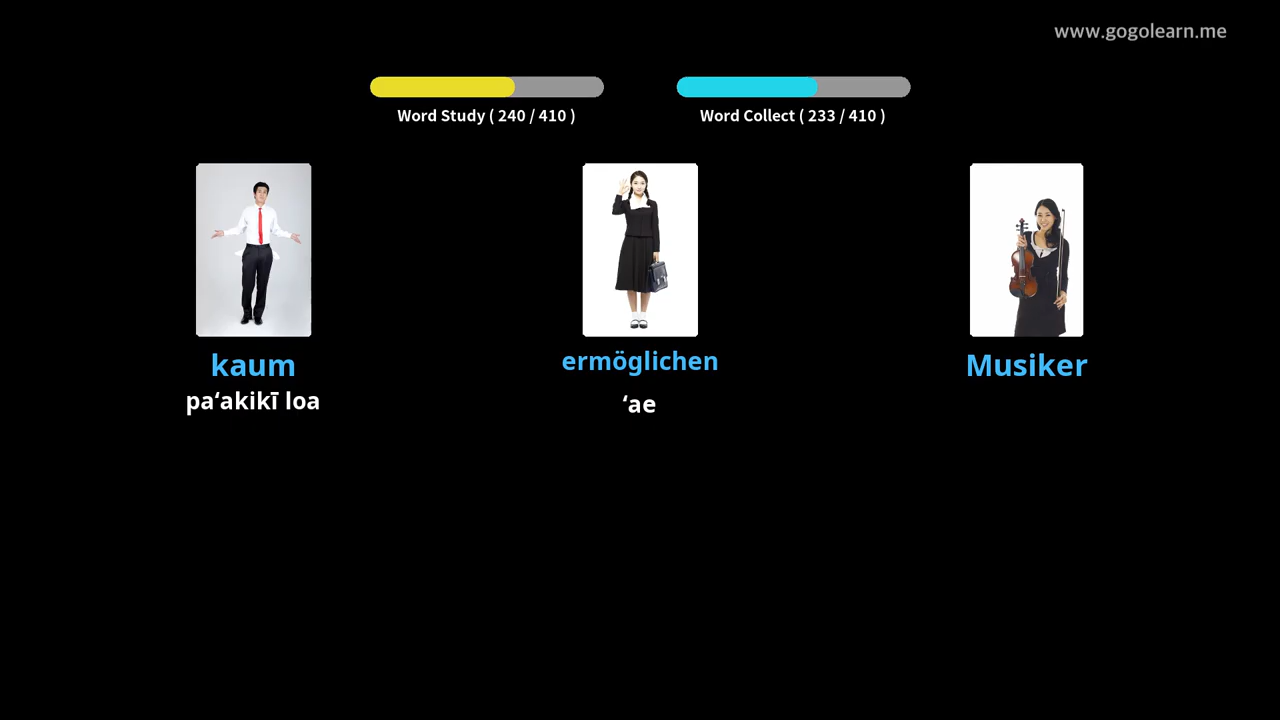 www.gogolearn.me
Word Study ( 240 / 410 )
Word Collect ( 233 / 410 )
kaum
paʻakikī loa
ermöglichen
ʻae
Musiker